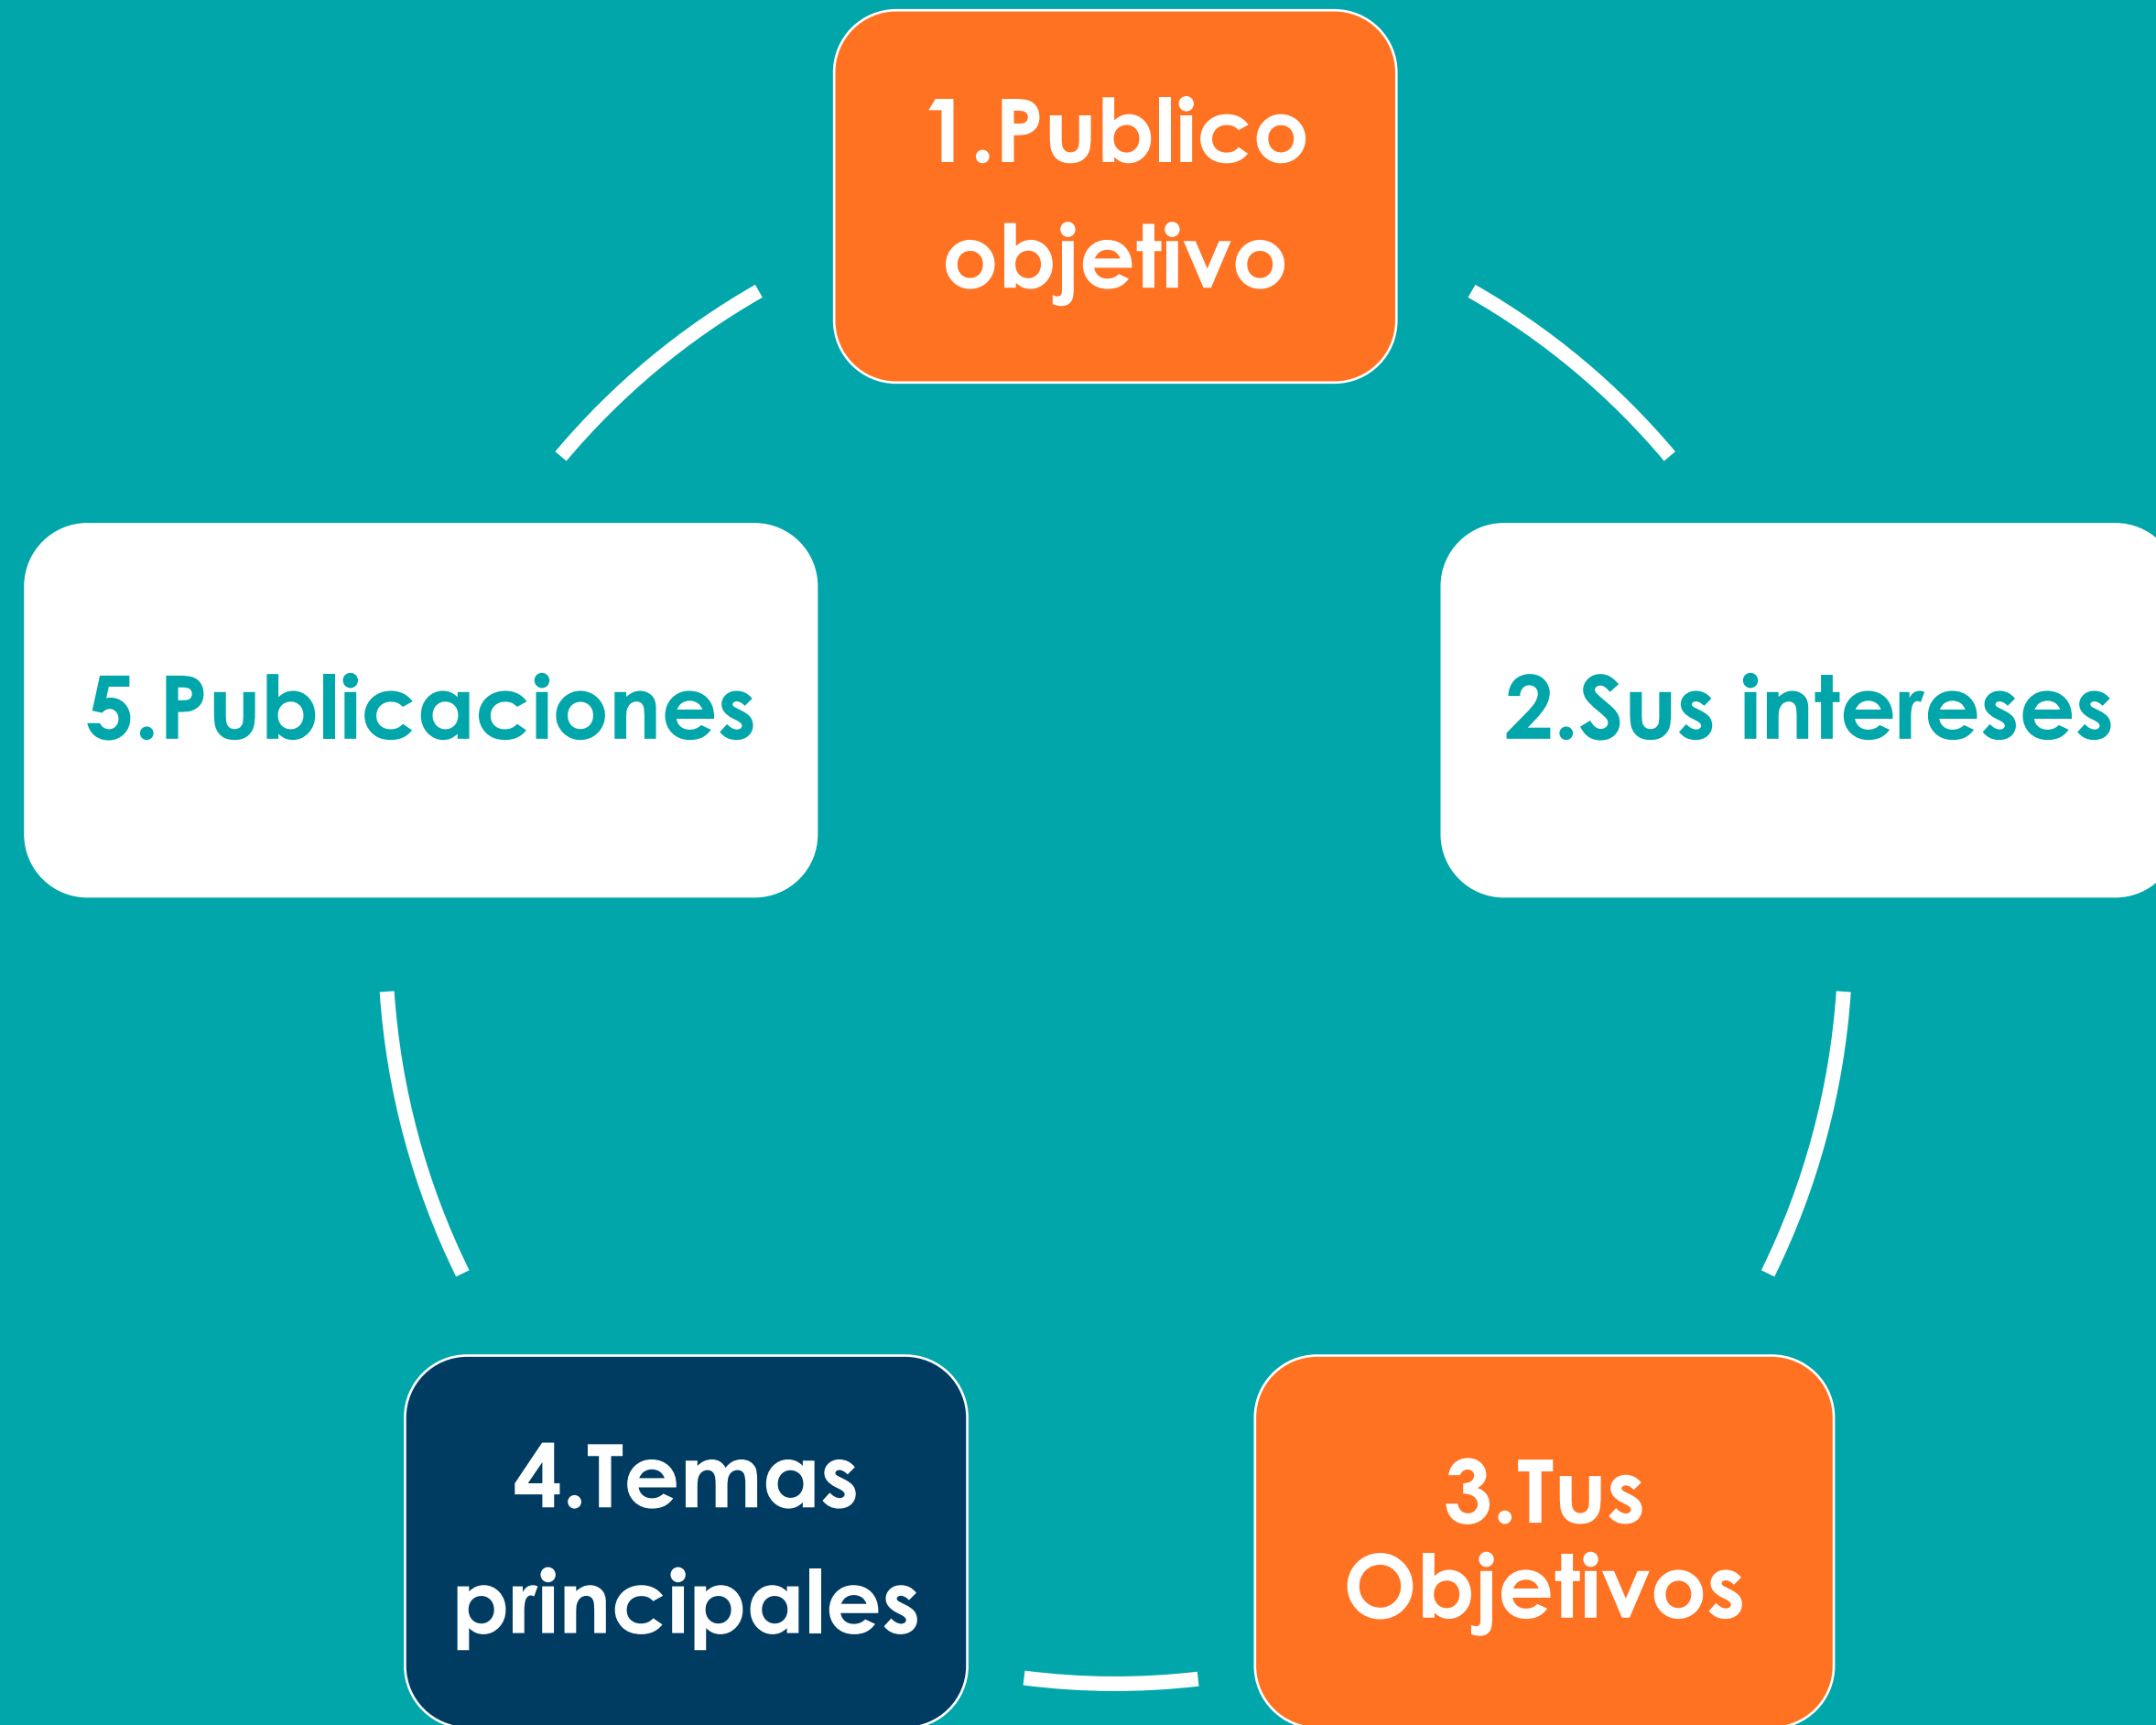 1.Publico
objetivo
2.Sus intereses
3.Tus
Objetivos
4.Temas
principales
5.Publicaciones